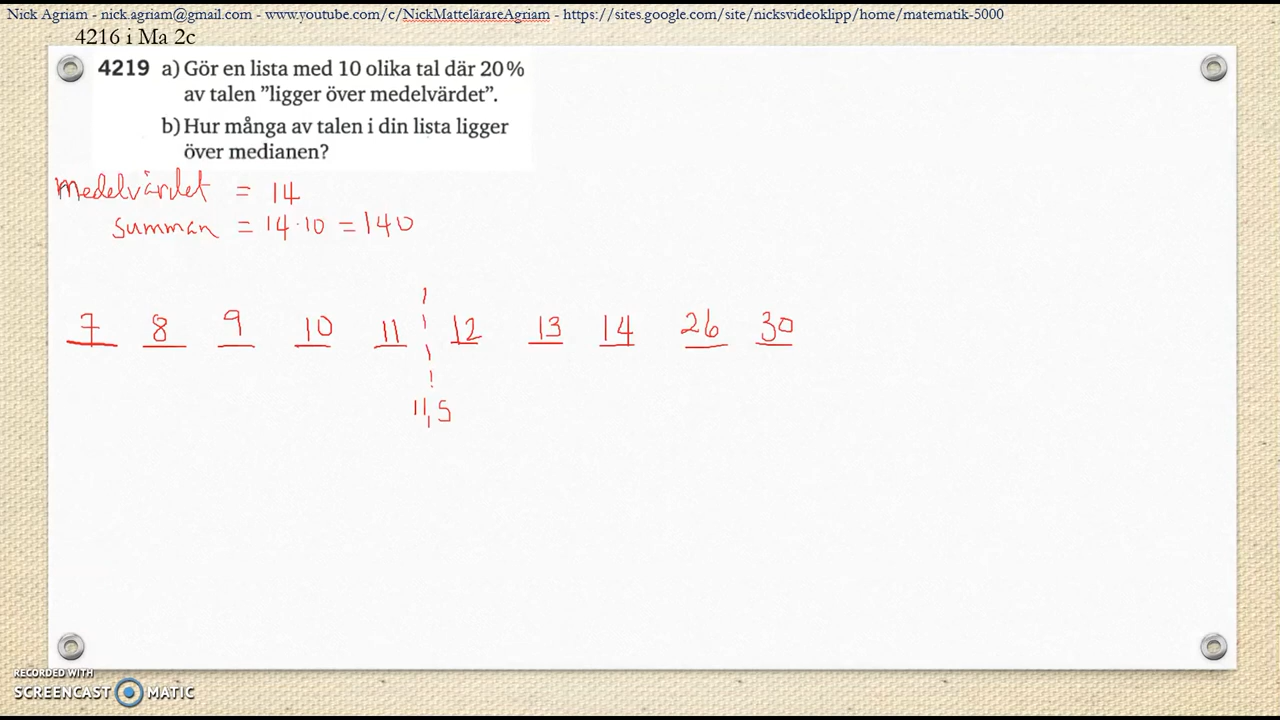 Nick Agriam - nick.agriam@gmail.com - www.youtube.com/c/NickMattelärareAgriam - https://sites.google.com/site/nicksvideoklipp/home/matematik-5000
4216 i Ma 2c
4219 a) Gör en lista med 10 olika tal där 20%
av talen ”ligger över medelvärdet”.
b) Hur många av talen i din lista ligger
över medianen?
medelvärdet = 14
summan = 14·10 = 140
7 8 9 10 11 12 13 14 26 30
11,5
RECORDED WITH
SCREENCAST MATIC